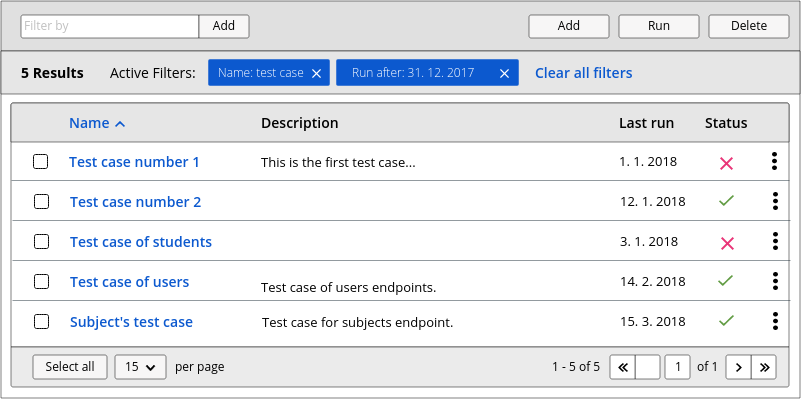 Filter by Add Add Run Delete
5 Results Active Filters: Name: test case Run after: 31. 12. 2017 Clear all filters
Name Description Last run Status
Test case number 1 This is the first test case... 1. 1. 2018
Test case number 2 12. 1. 2018
Test case of students 3. 1. 2018
Test case of users Test case of users endpoints. 14. 2. 2018
Subject's test case Test case for subjects endpoint. 15. 3. 2018
Select all 15 per page 1 - 5 of 5 « 1 of 1 › »